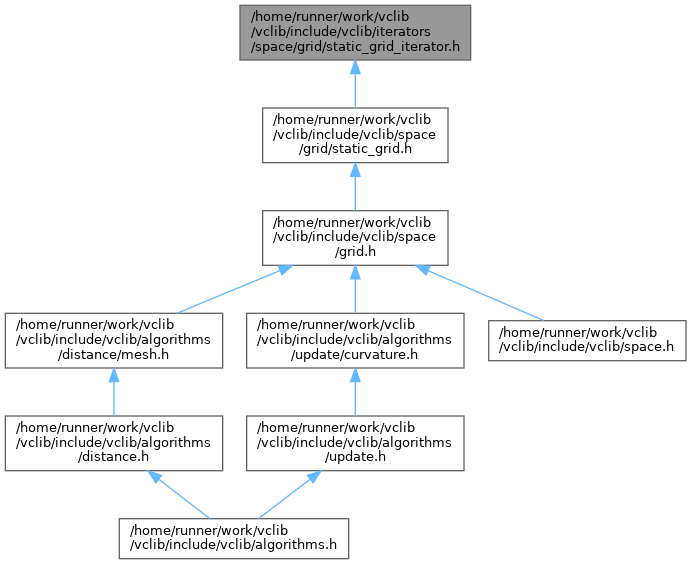 /home/runner/work/vclib
/vclib/include/vclib/iterators
/space/grid/static_grid_iterator.h
/home/runner/work/vclib
/vclib/include/vclib/space
/grid/static_grid.h
/home/runner/work/vclib
/vclib/include/vclib/space
/grid.h
/home/runner/work/vclib
/vclib/include/vclib/algorithms
/distance/mesh.h
/home/runner/work/vclib
/vclib/include/vclib/algorithms
/update/curvature.h
/home/runner/work/vclib
/vclib/include/vclib/space.h
/home/runner/work/vclib
/vclib/include/vclib/algorithms
/distance.h
/home/runner/work/vclib
/vclib/include/vclib/algorithms
/update.h
/home/runner/work/vclib
/vclib/include/vclib/algorithms.h